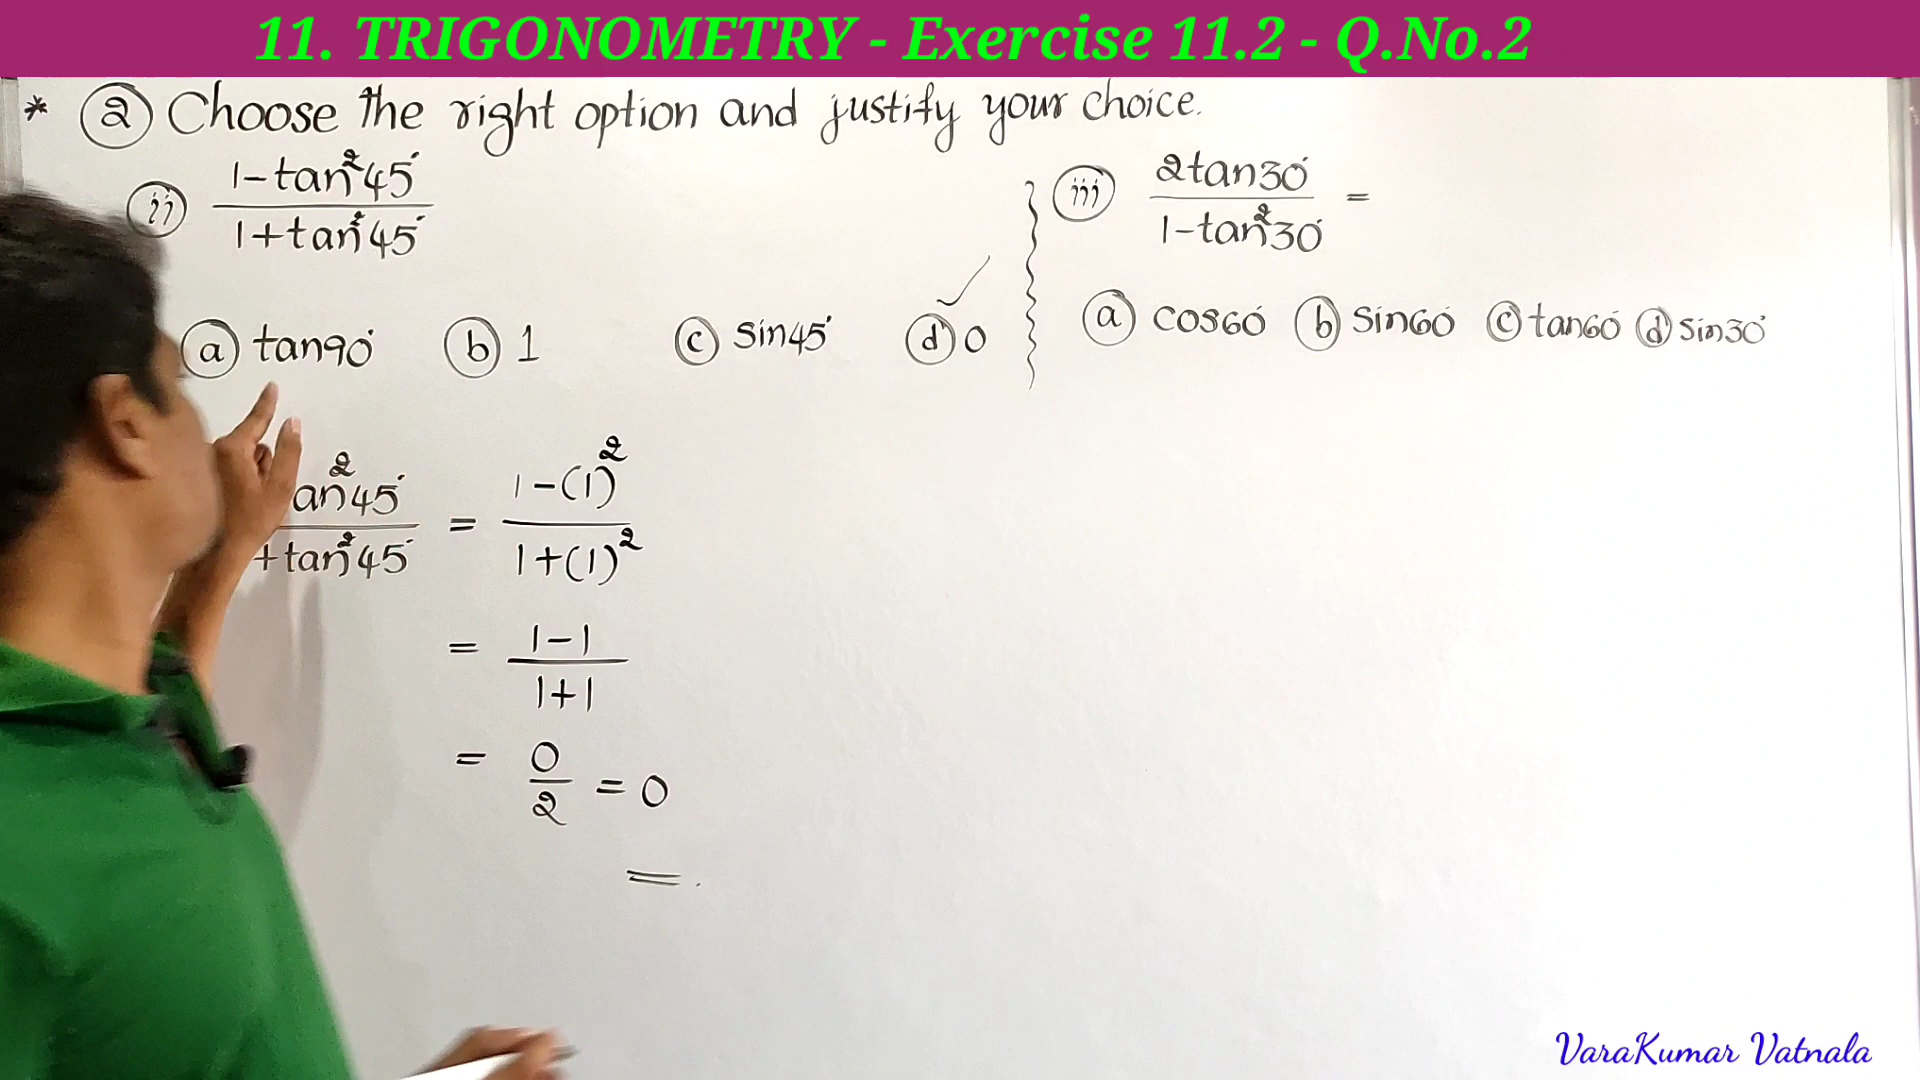 11. TRIGONOMETRY - Exercise 11.2 - Q.No.2
* (2) Choose the right option and justify your choice.
(ii) 1-tan²45° / 1+tan²45°
(a) tan90° (b) 1 (c) sin45° (d) 0 ✓
an²45° / +tan²45° = 1-(1)² / 1+(1)²
= 1-1 / 1+1
= 0/2 = 0
=.
(iii) 2tan30° / 1-tan²30° =
(a) cos60° (b) sin60° (c) tan60° (d) sin30°
VaraKumar Vatnala